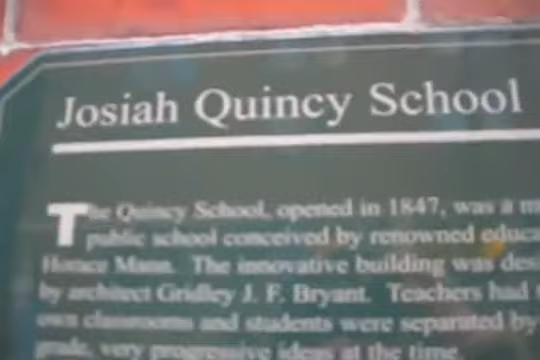 Josiah Quincy School
The Quincy School, opened in 1847, was a m
public school conceived by renowned educa
Horace Mann. The innovative building was des
by architect Gridley J. F. Bryant. Teachers had
own classrooms and students were separated by
grade, very progressive ideas at the time.